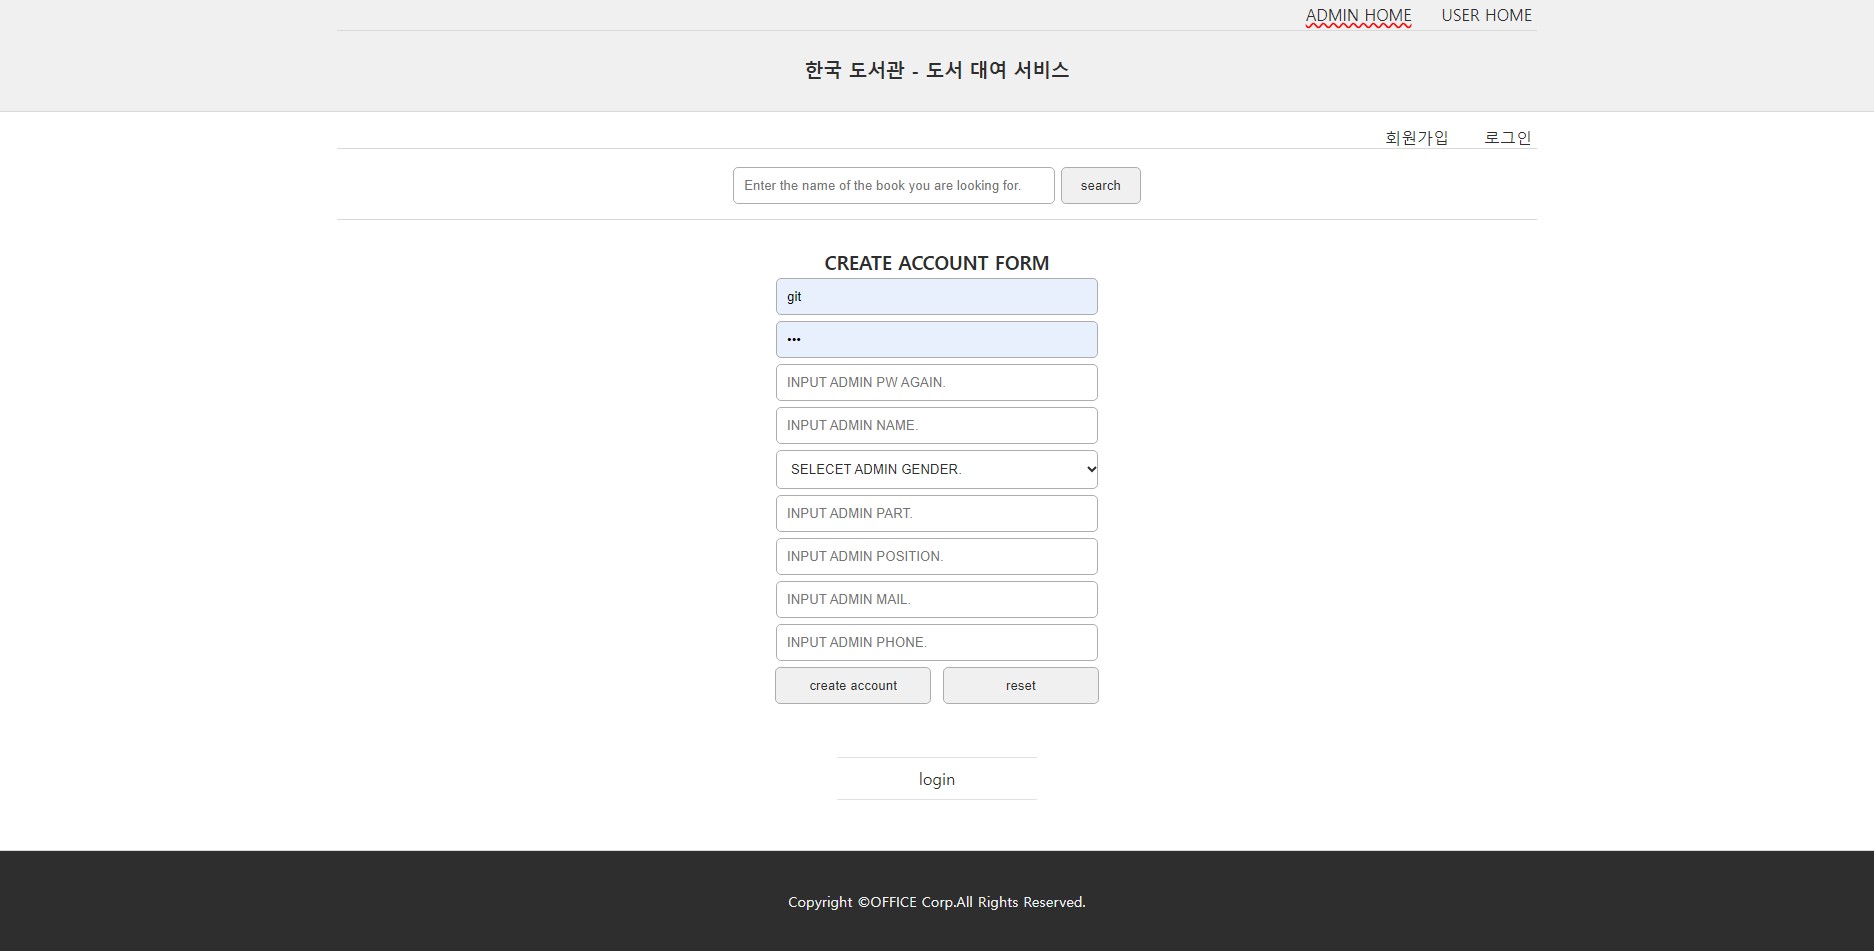 ADMIN HOME USER HOME
한국 도서관 - 도서 대여 서비스
회원가입 로그인
Enter the name of the book you are looking for. search
CREATE ACCOUNT FORM
git
•••
INPUT ADMIN PW AGAIN.
INPUT ADMIN NAME.
SELECET ADMIN GENDER.
INPUT ADMIN PART.
INPUT ADMIN POSITION.
INPUT ADMIN MAIL.
INPUT ADMIN PHONE.
create account reset
login
Copyright ©OFFICE Corp.All Rights Reserved.